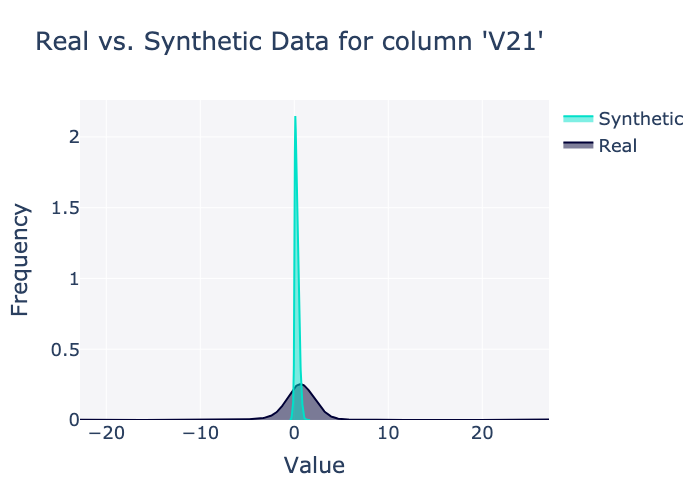 Real vs. Synthetic Data for column 'V21'
Synthetic
Real
Frequency
2
1.5
1
0.5
0
−20
−10
0
10
20
Value